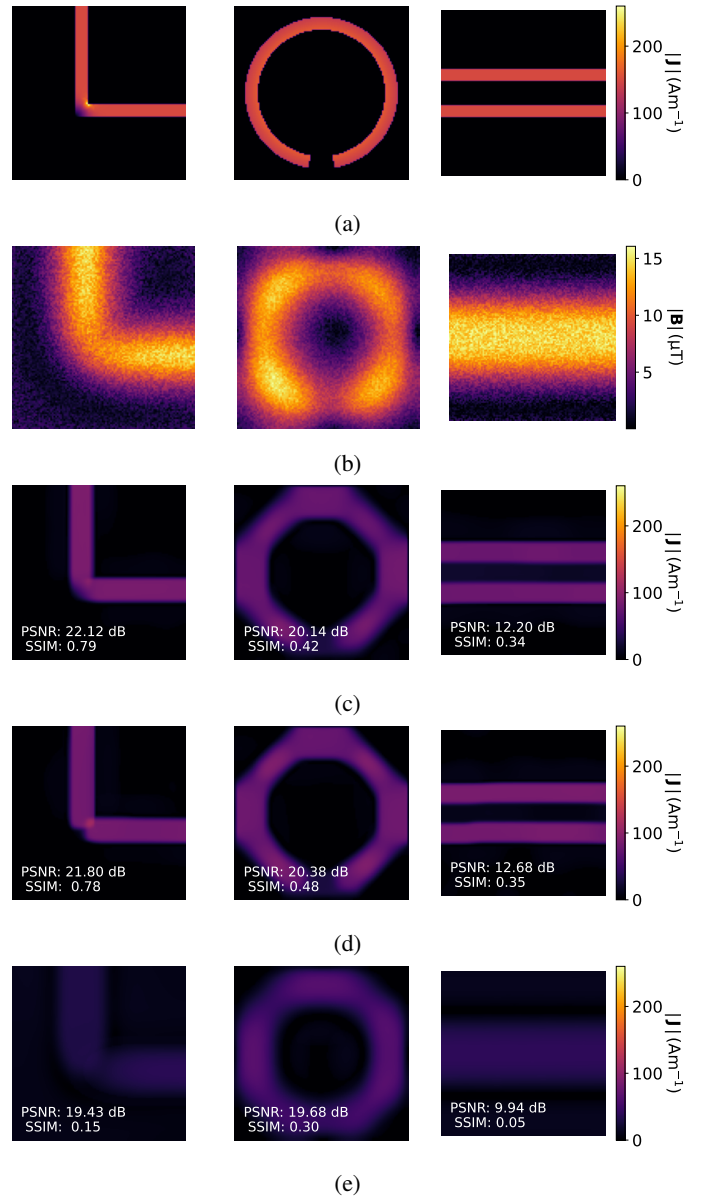 200
100
0
|J| (Am⁻¹)
(a)
15
10
5
|B| (μT)
(b)
PSNR: 22.12 dB
SSIM: 0.79
PSNR: 20.14 dB
SSIM: 0.42
PSNR: 12.20 dB
SSIM: 0.34
200
100
0
|J| (Am⁻¹)
(c)
PSNR: 21.80 dB
SSIM: 0.78
PSNR: 20.38 dB
SSIM: 0.48
PSNR: 12.68 dB
SSIM: 0.35
200
100
0
|J| (Am⁻¹)
(d)
PSNR: 19.43 dB
SSIM: 0.15
PSNR: 19.68 dB
SSIM: 0.30
PSNR: 9.94 dB
SSIM: 0.05
200
100
0
|J| (Am⁻¹)
(e)